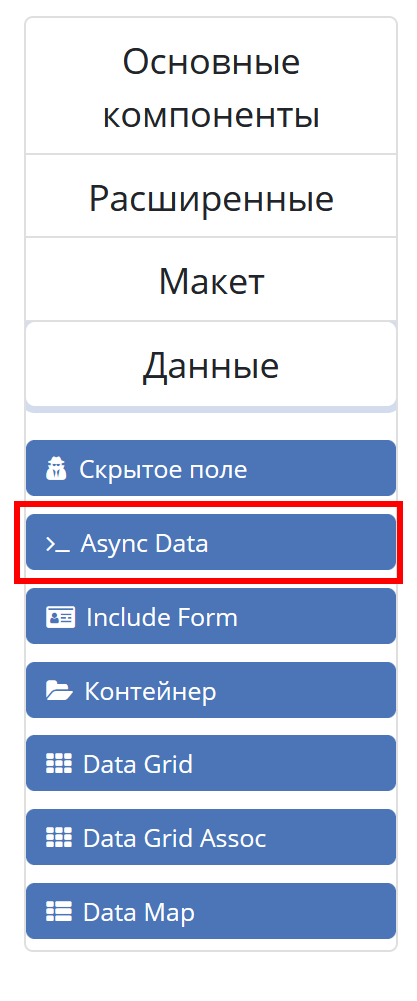 Основные
компоненты
Расширенные
Макет
Данные
Скрытое поле
Async Data
Include Form
Контейнер
Data Grid
Data Grid Assoc
Data Map